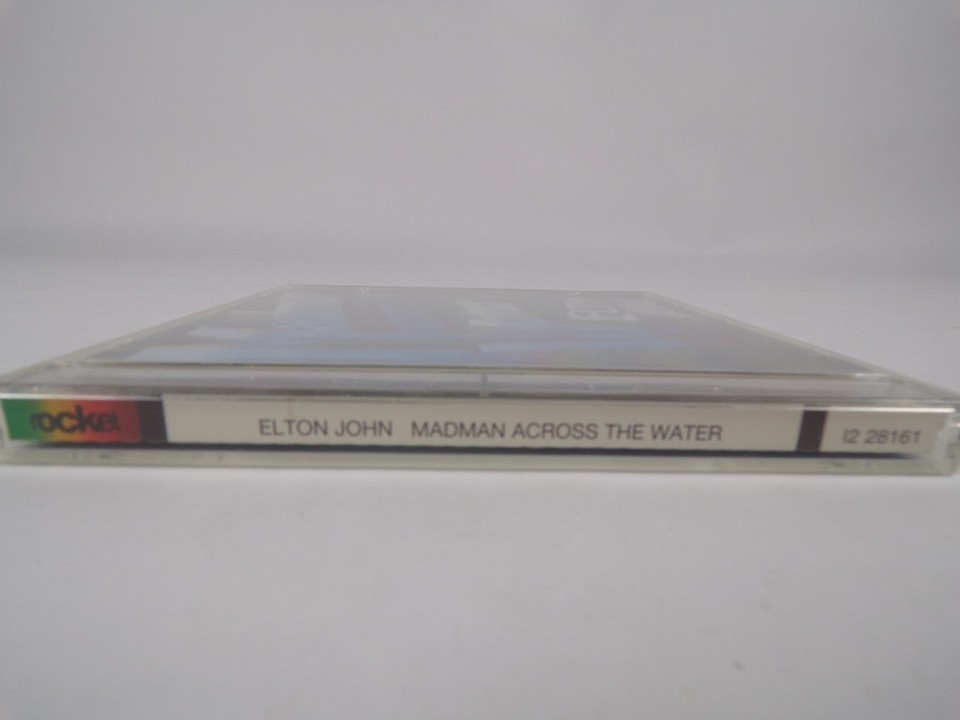 rocket
ELTON JOHN MADMAN ACROSS THE WATER
I2 28161